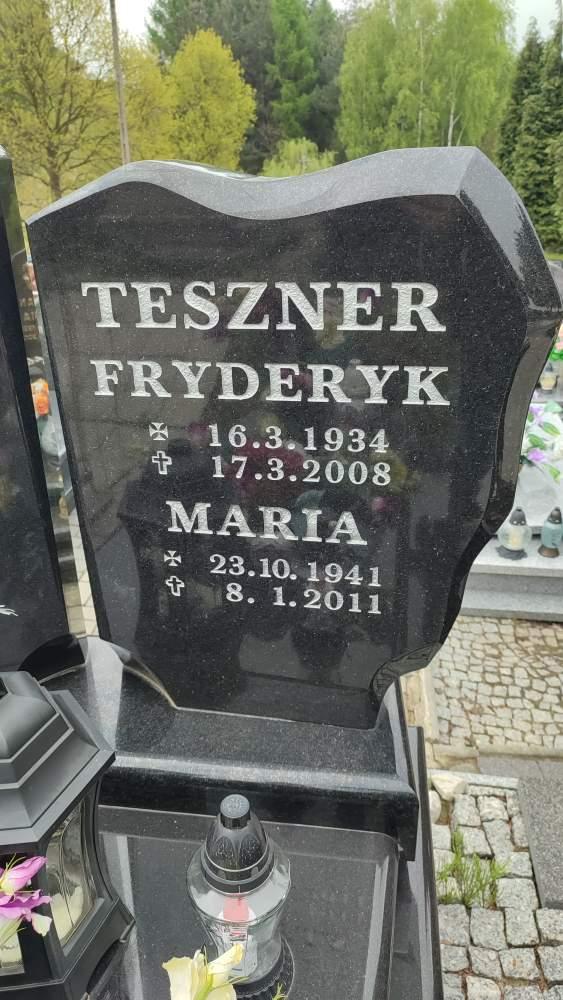 TESZNER
FRYDERYK
✠ 16.3.1934
✝ 17.3.2008
MARIA
✠ 23.10.1941
✝ 8. 1.2011